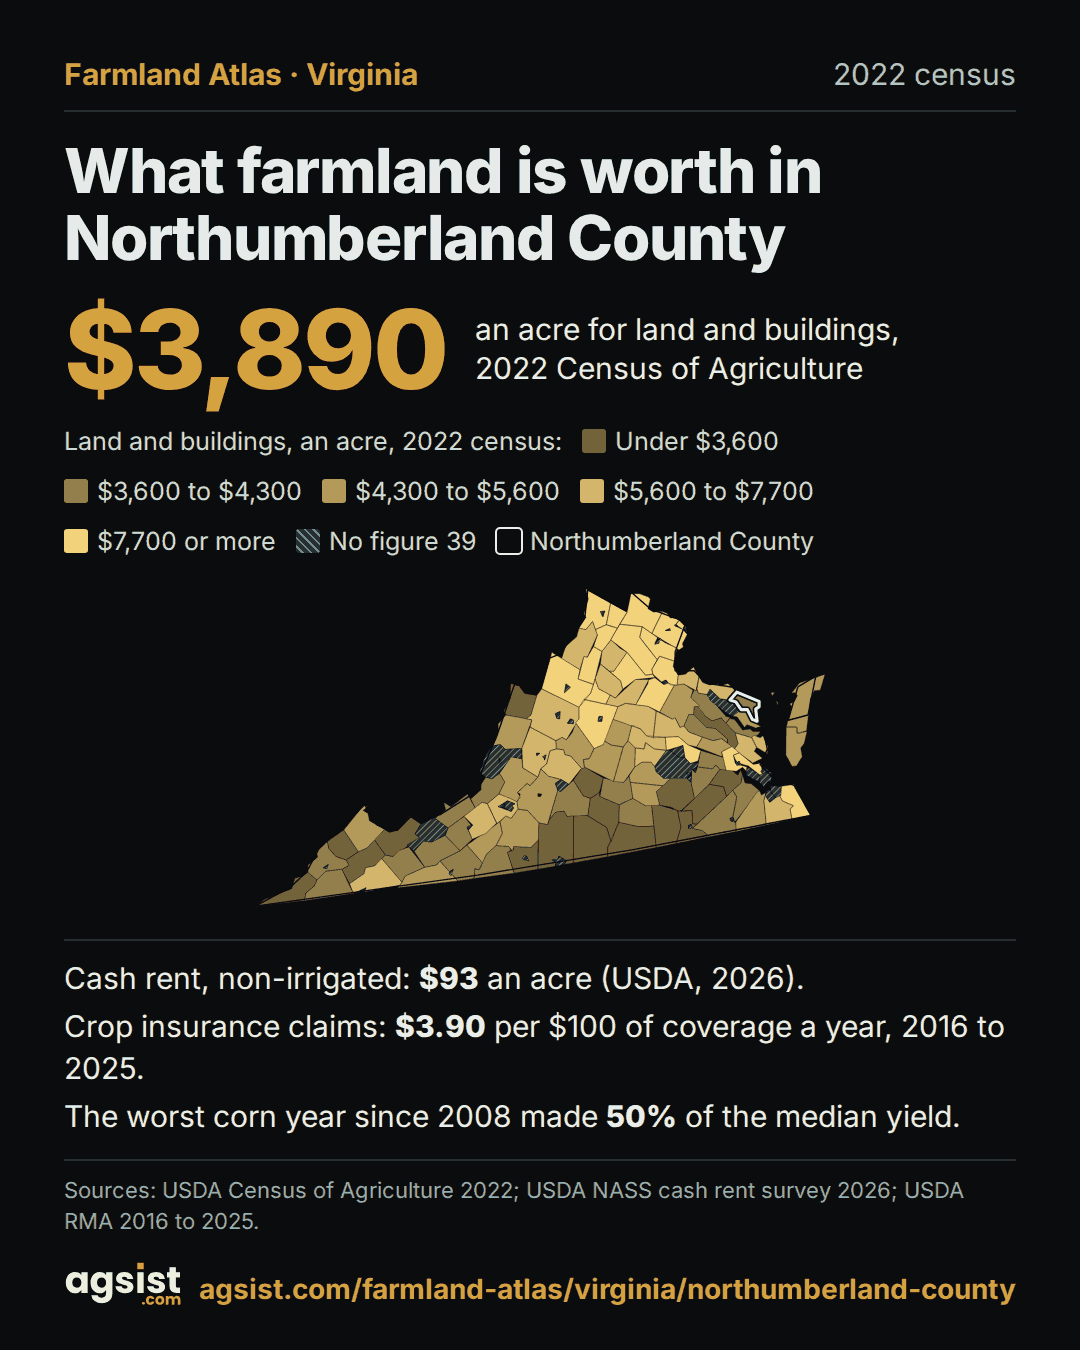 Farmland Atlas · Virginia
2022 census
What farmland is worth in
Northumberland County
$3,890
an acre for land and buildings,
2022 Census of Agriculture
Land and buildings, an acre, 2022 census: Under $3,600
$3,600 to $4,300 $4,300 to $5,600 $5,600 to $7,700
$7,700 or more No figure 39 Northumberland County
Cash rent, non-irrigated: $93 an acre (USDA, 2026).
Crop insurance claims: $3.90 per $100 of coverage a year, 2016 to
2025.
The worst corn year since 2008 made 50% of the median yield.
Sources: USDA Census of Agriculture 2022; USDA NASS cash rent survey 2026; USDA
RMA 2016 to 2025.
agsist
.com
agsist.com/farmland-atlas/virginia/northumberland-county